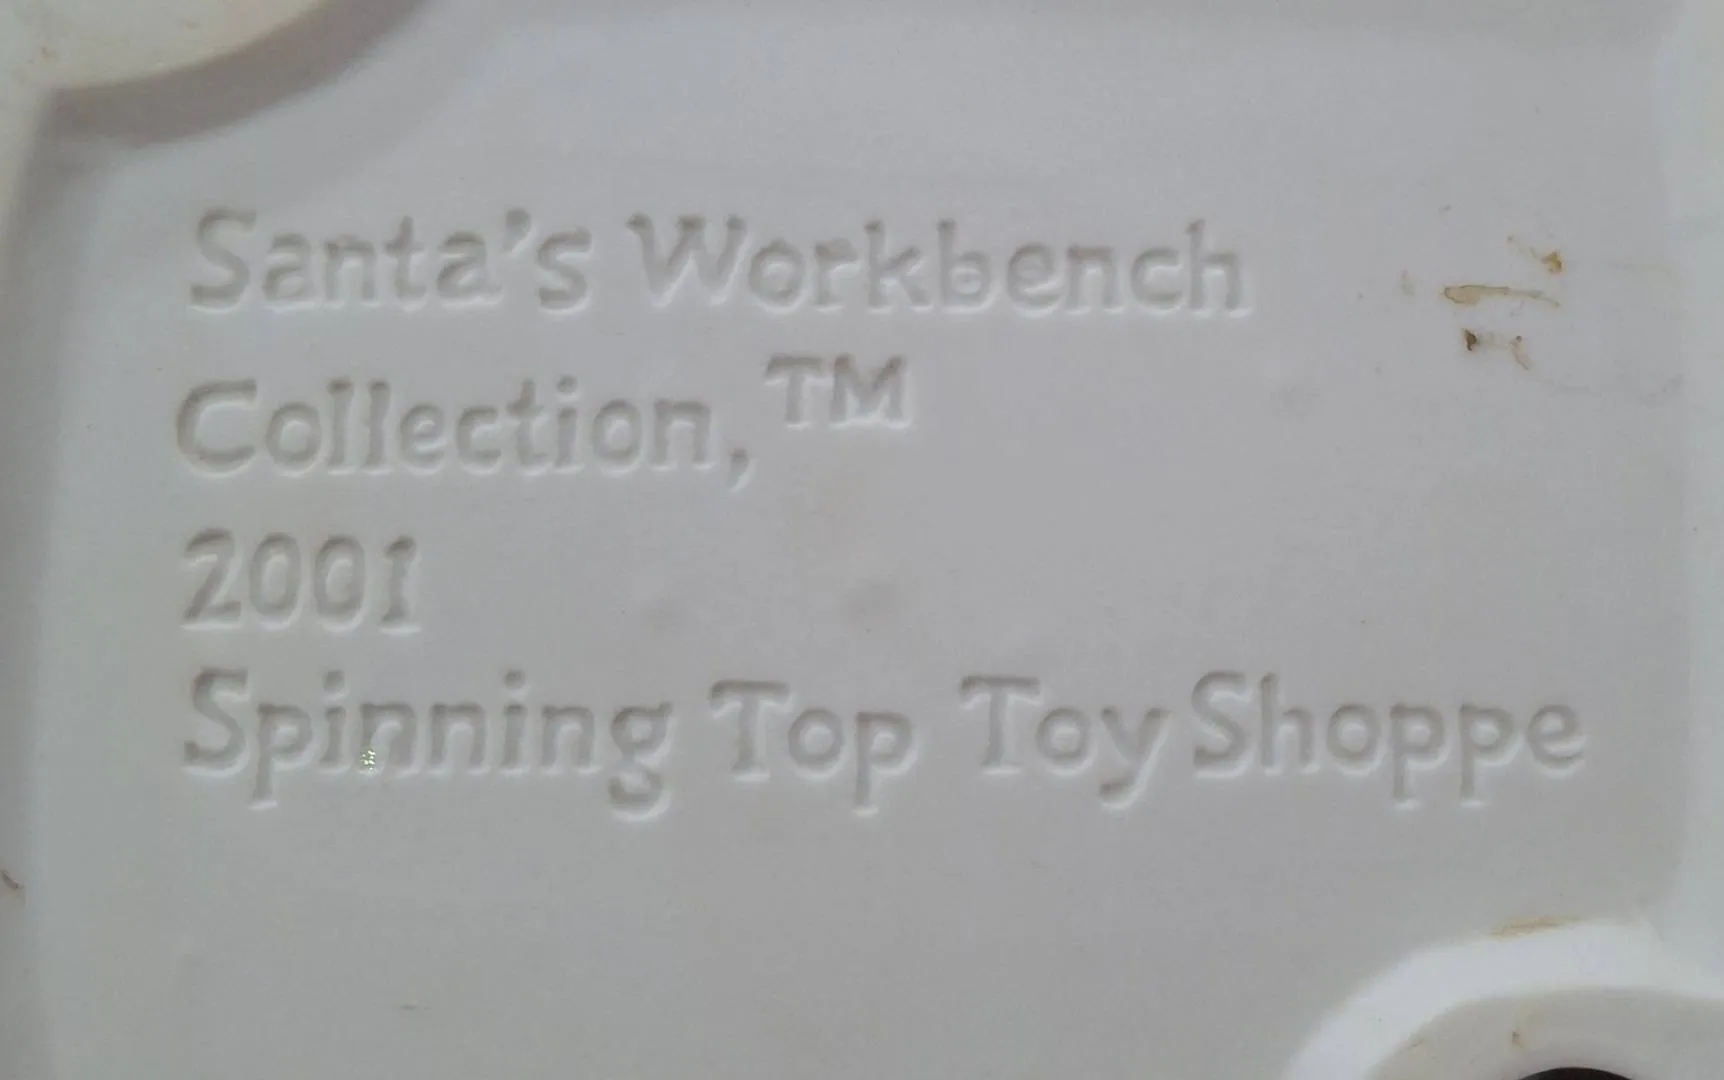 Santa's Workbench
Collection,™
2001
Spinning Top Toy Shoppe